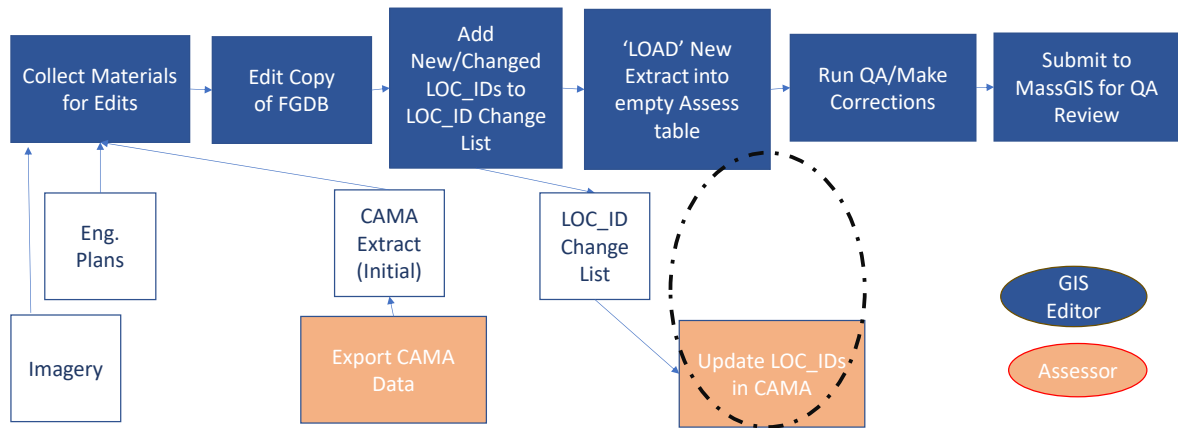 Collect Materials
for Edits
Edit Copy
of FGDB
Add
New/Changed
LOC_IDs to
LOC_ID Change
List
‘LOAD’ New
Extract into
empty Assess
table
Run QA/Make
Corrections
Submit to
MassGIS for QA
Review
Eng.
Plans
CAMA
Extract
(Initial)
LOC_ID
Change
List
Imagery
Export CAMA
Data
Update LOC_IDs
in CAMA
GIS
Editor
Assessor